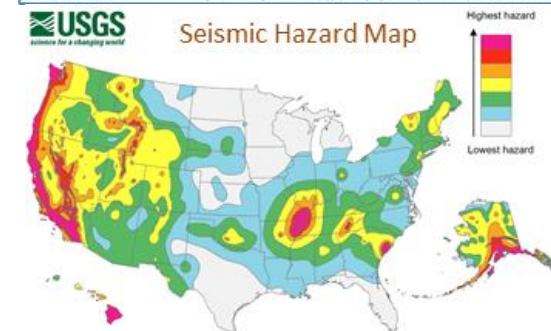 USGS
science for a changing world
Seismic Hazard Map
Highest hazard
Lowest hazard